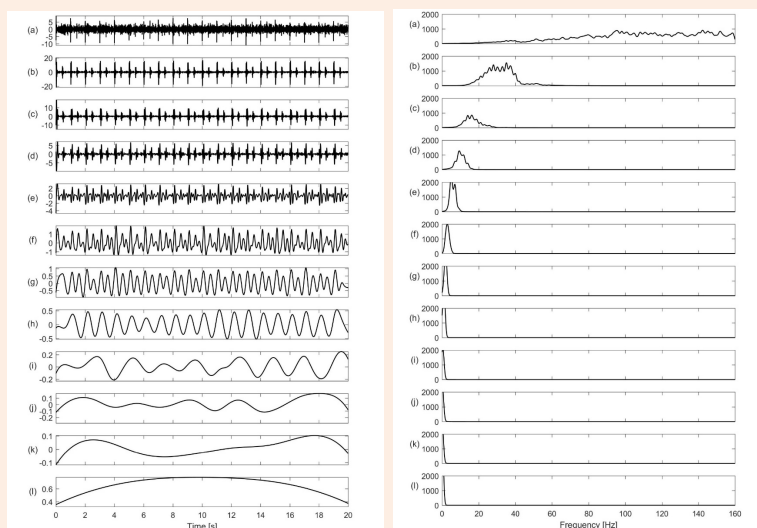 (a) 5 0 -5 -10
(b) 20 0 -20
(c) 10 0 -10
(d) 5 0 -5
(e) 2 0 -2 -4
(f) 2 1 0 -1
(g) 0.5 0 -0.5
(h) 0.5 0 -0.5
(i) 0.2 0 -0.2
(j) 0.1 0 -0.1
(k) 0.1 0 -0.1
(l) 0.6 0.4
0 2 4 6 8 10 12 14 16 18 20
Time [s]
(a) 2000 1000 0
(b) 2000 1000 0
(c) 2000 1000 0
(d) 2000 1000 0
(e) 2000 1000 0
(f) 2000 1000 0
(g) 2000 1000 0
(h) 2000 1000 0
(i) 2000 1000 0
(j) 2000 1000 0
(k) 2000 1000 0
(l) 2000 1000 0
0 20 40 60 80 100 120 140 160
Frequency [Hz]